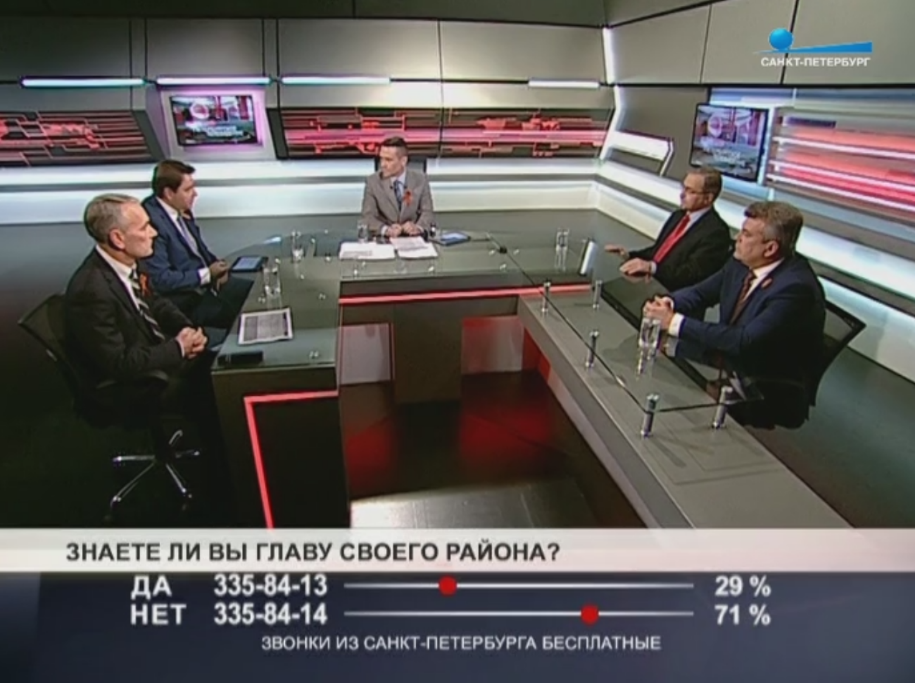 САНКТ-ПЕТЕРБУРГ
ЗНАЕТЕ ЛИ ВЫ ГЛАВУ СВОЕГО РАЙОНА?
ДА 335-84-13 29 %
НЕТ 335-84-14 71 %
ЗВОНКИ ИЗ САНКТ-ПЕТЕРБУРГА БЕСПЛАТНЫЕ